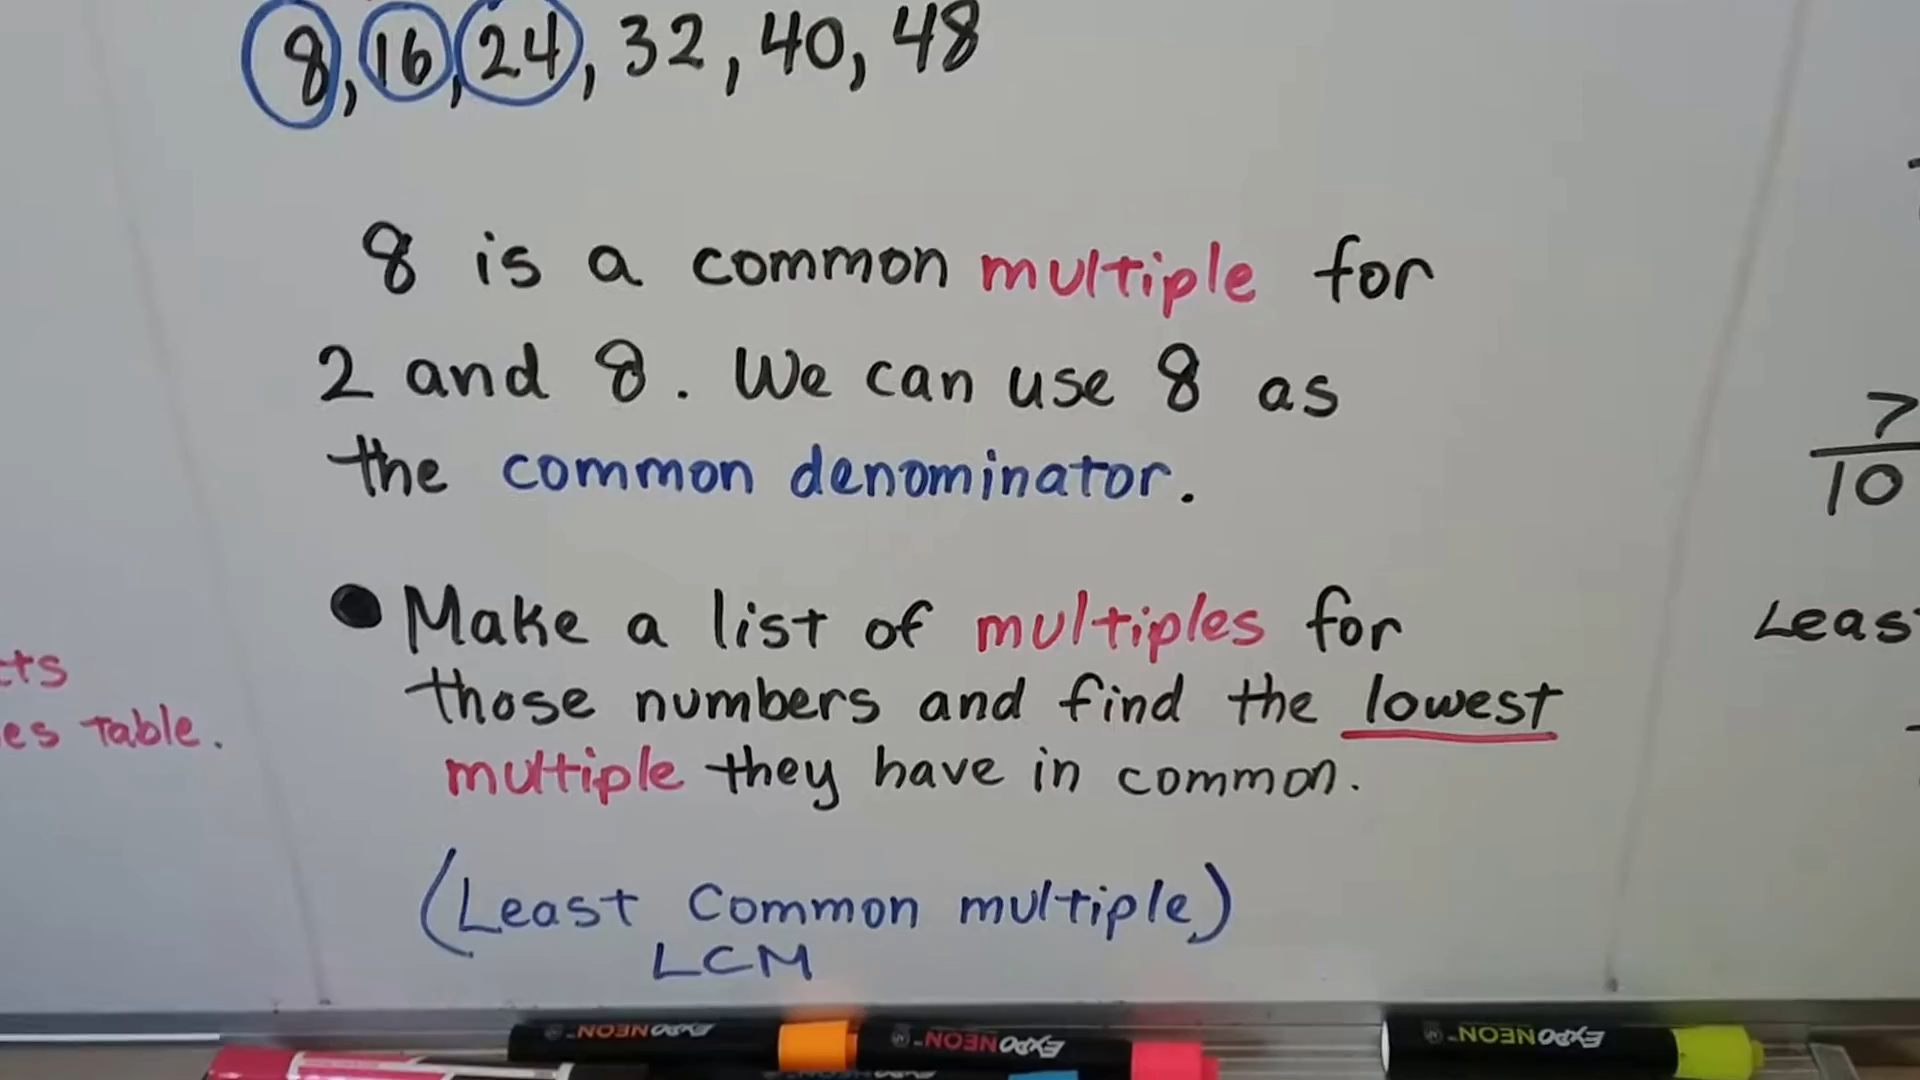 8, 16, 24, 32, 40, 48
8 is a common multiple for
2 and 8. We can use 8 as
the common denominator.
• Make a list of multiples for
those numbers and find the lowest
multiple they have in common.
(Least Common multiple)
LCM
cts
es table.
7
10
Leas
EXPO NEON
EXPO NEON
EXPO NEON